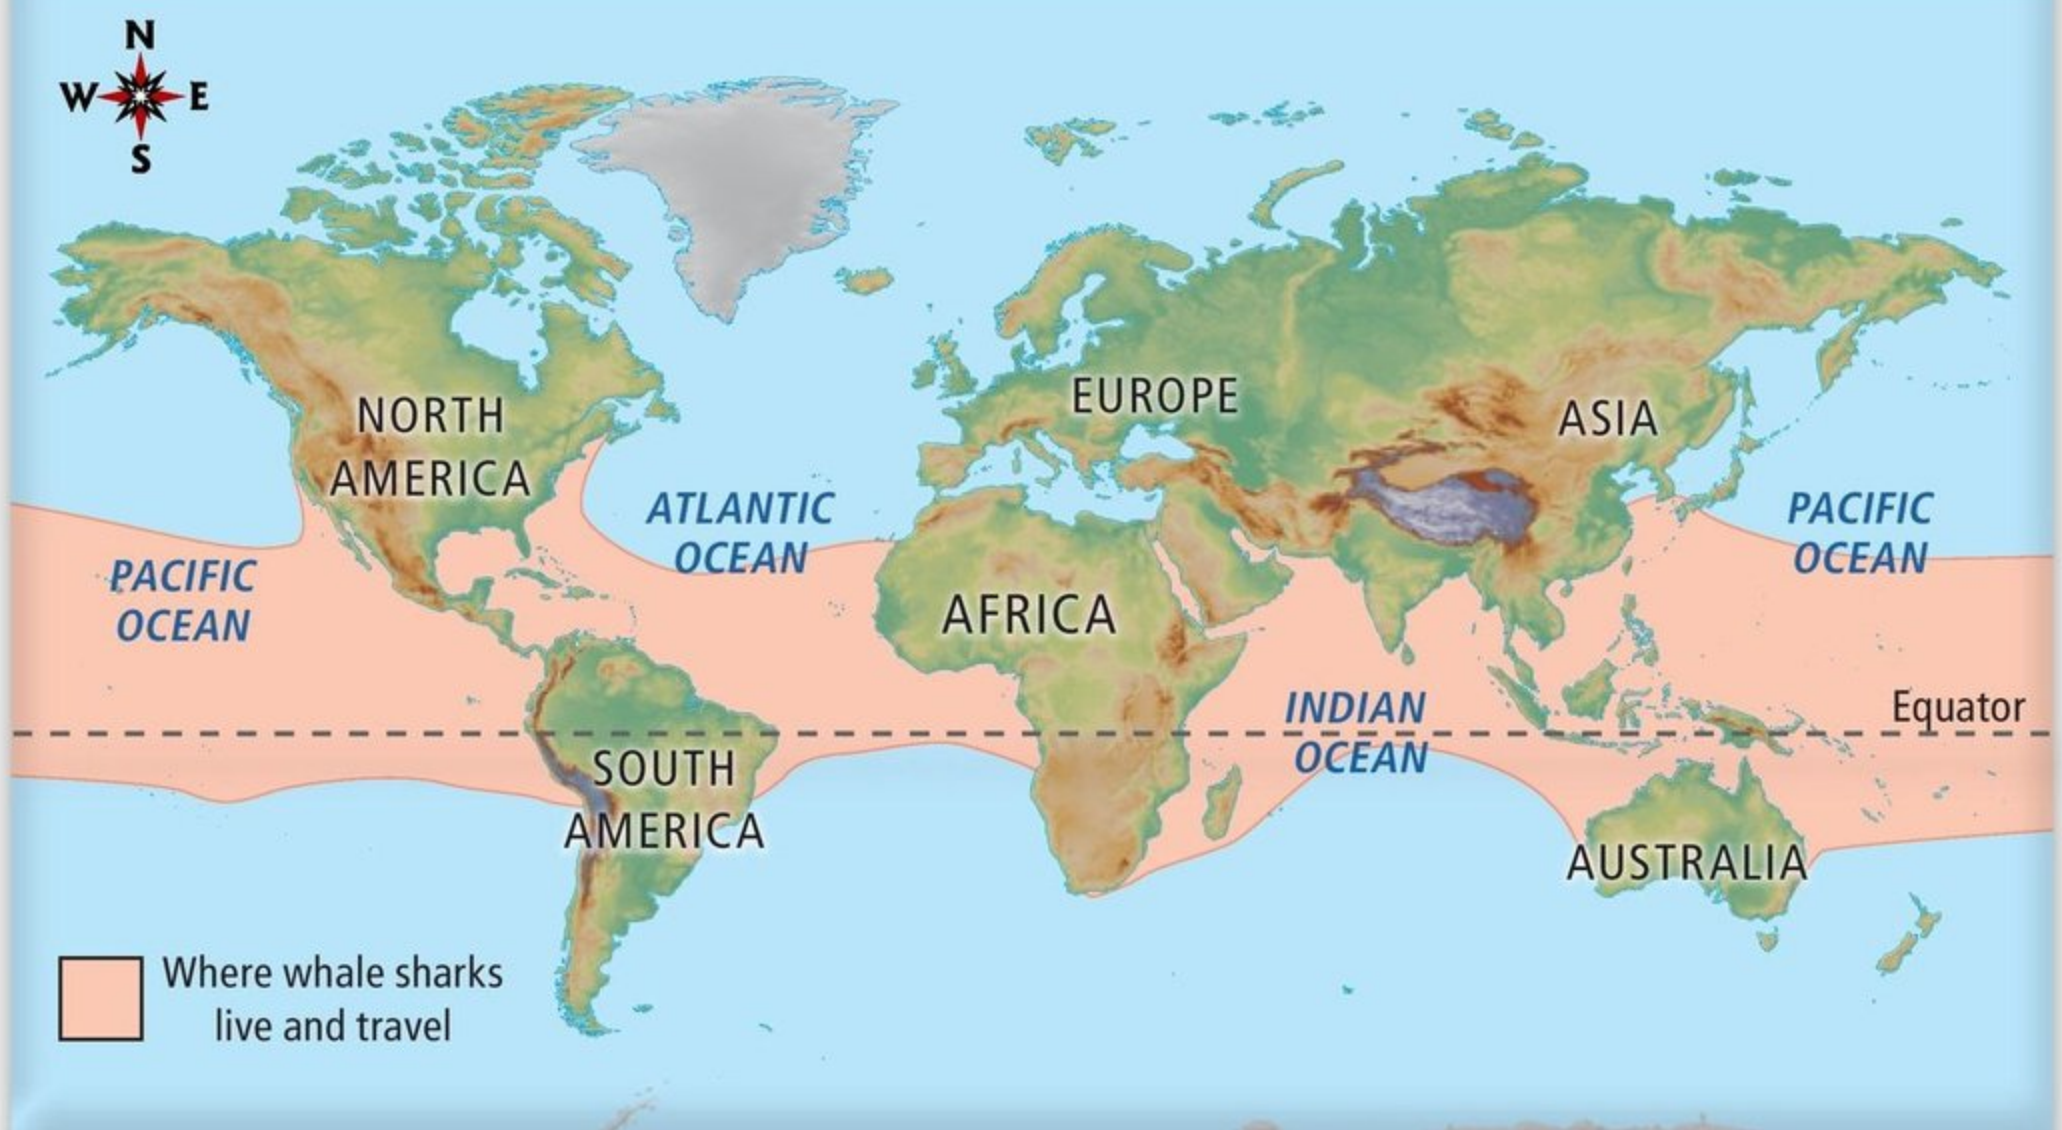 N
W E
S
NORTH
AMERICA
EUROPE
ASIA
ATLANTIC
OCEAN
PACIFIC
OCEAN
PACIFIC
OCEAN
AFRICA
INDIAN
OCEAN
Equator
SOUTH
AMERICA
AUSTRALIA
Where whale sharks
live and travel